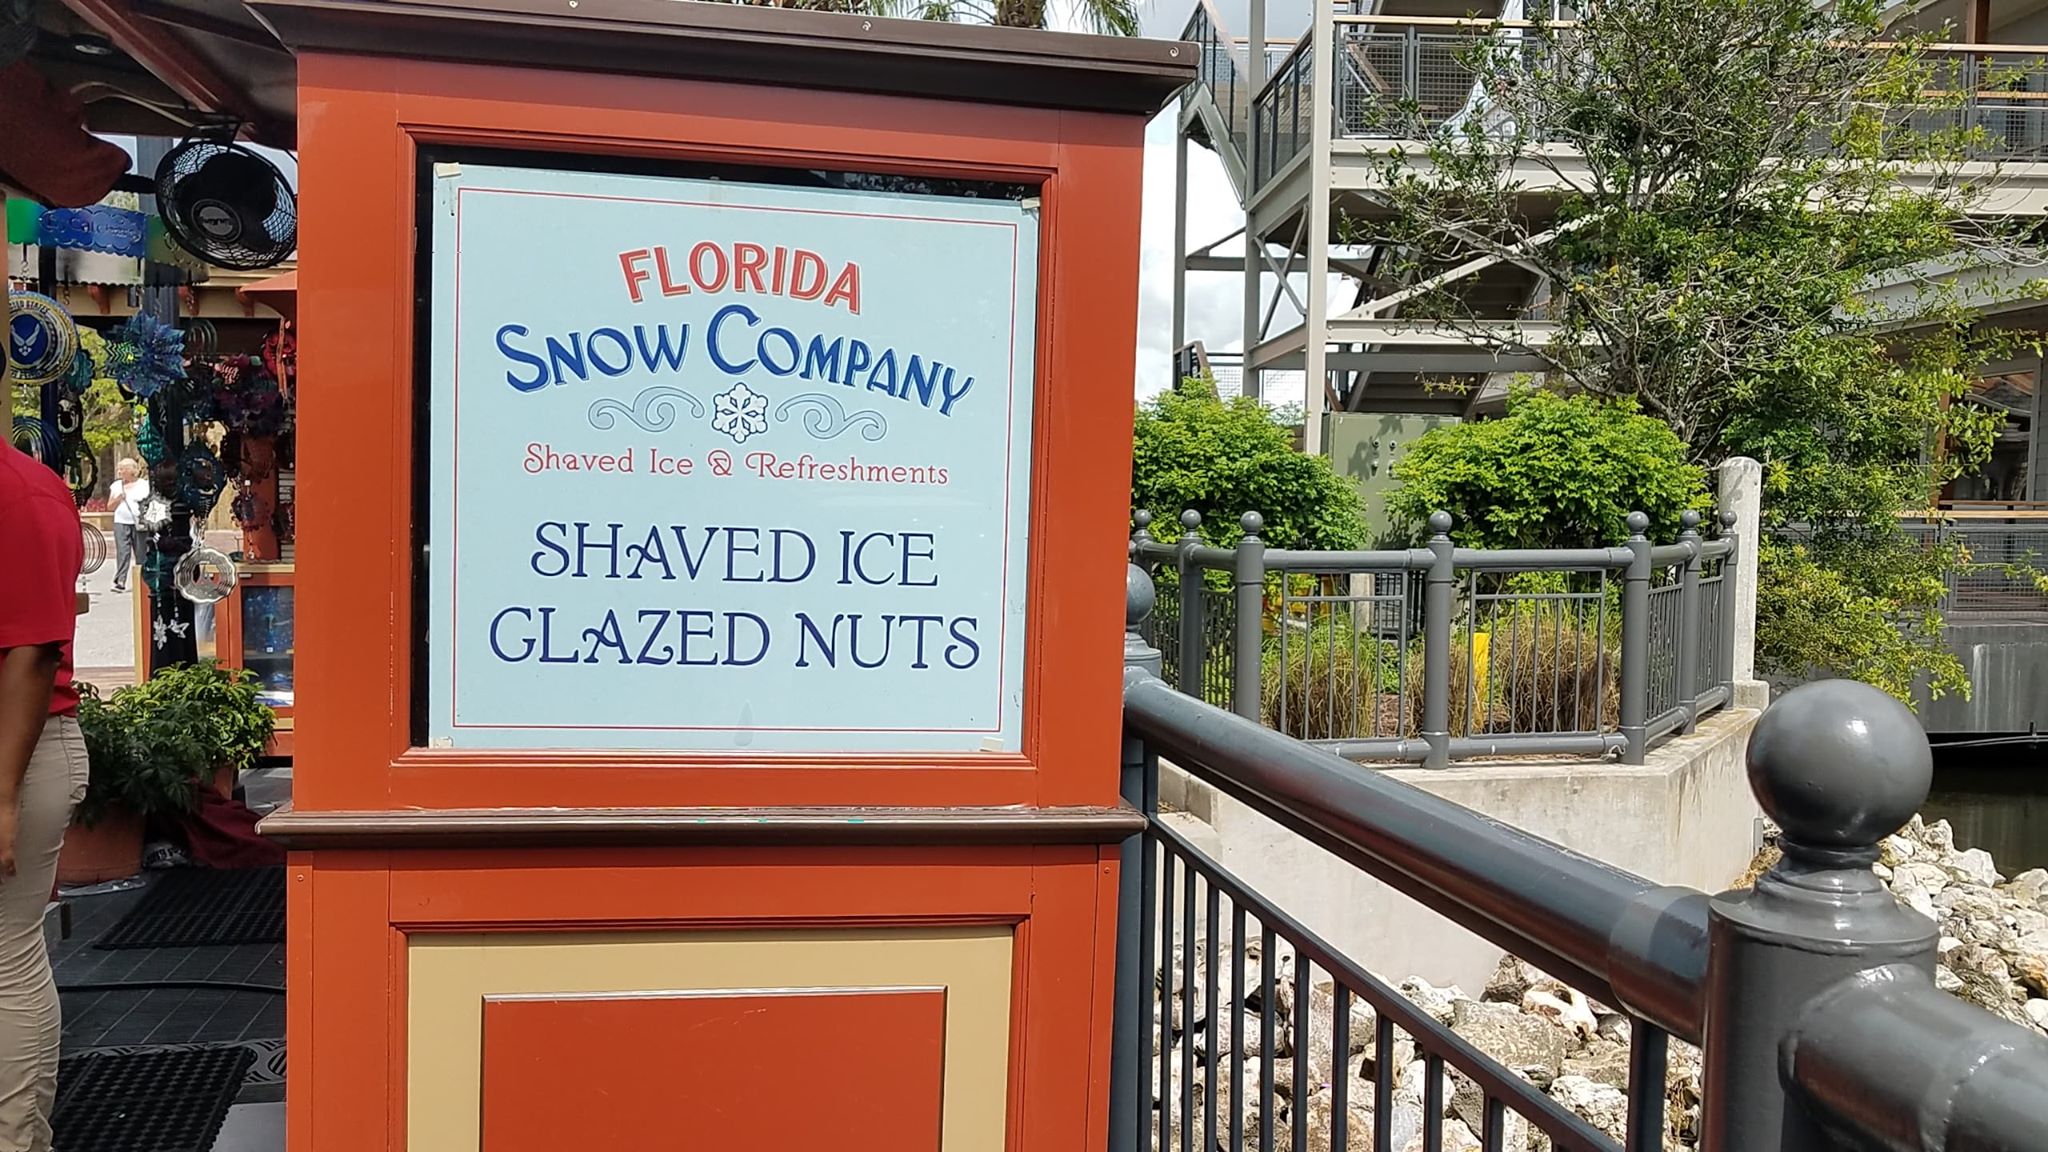 FLORIDA
SNOW COMPANY
Shaved Ice & Refreshments
SHAVED ICE
GLAZED NUTS